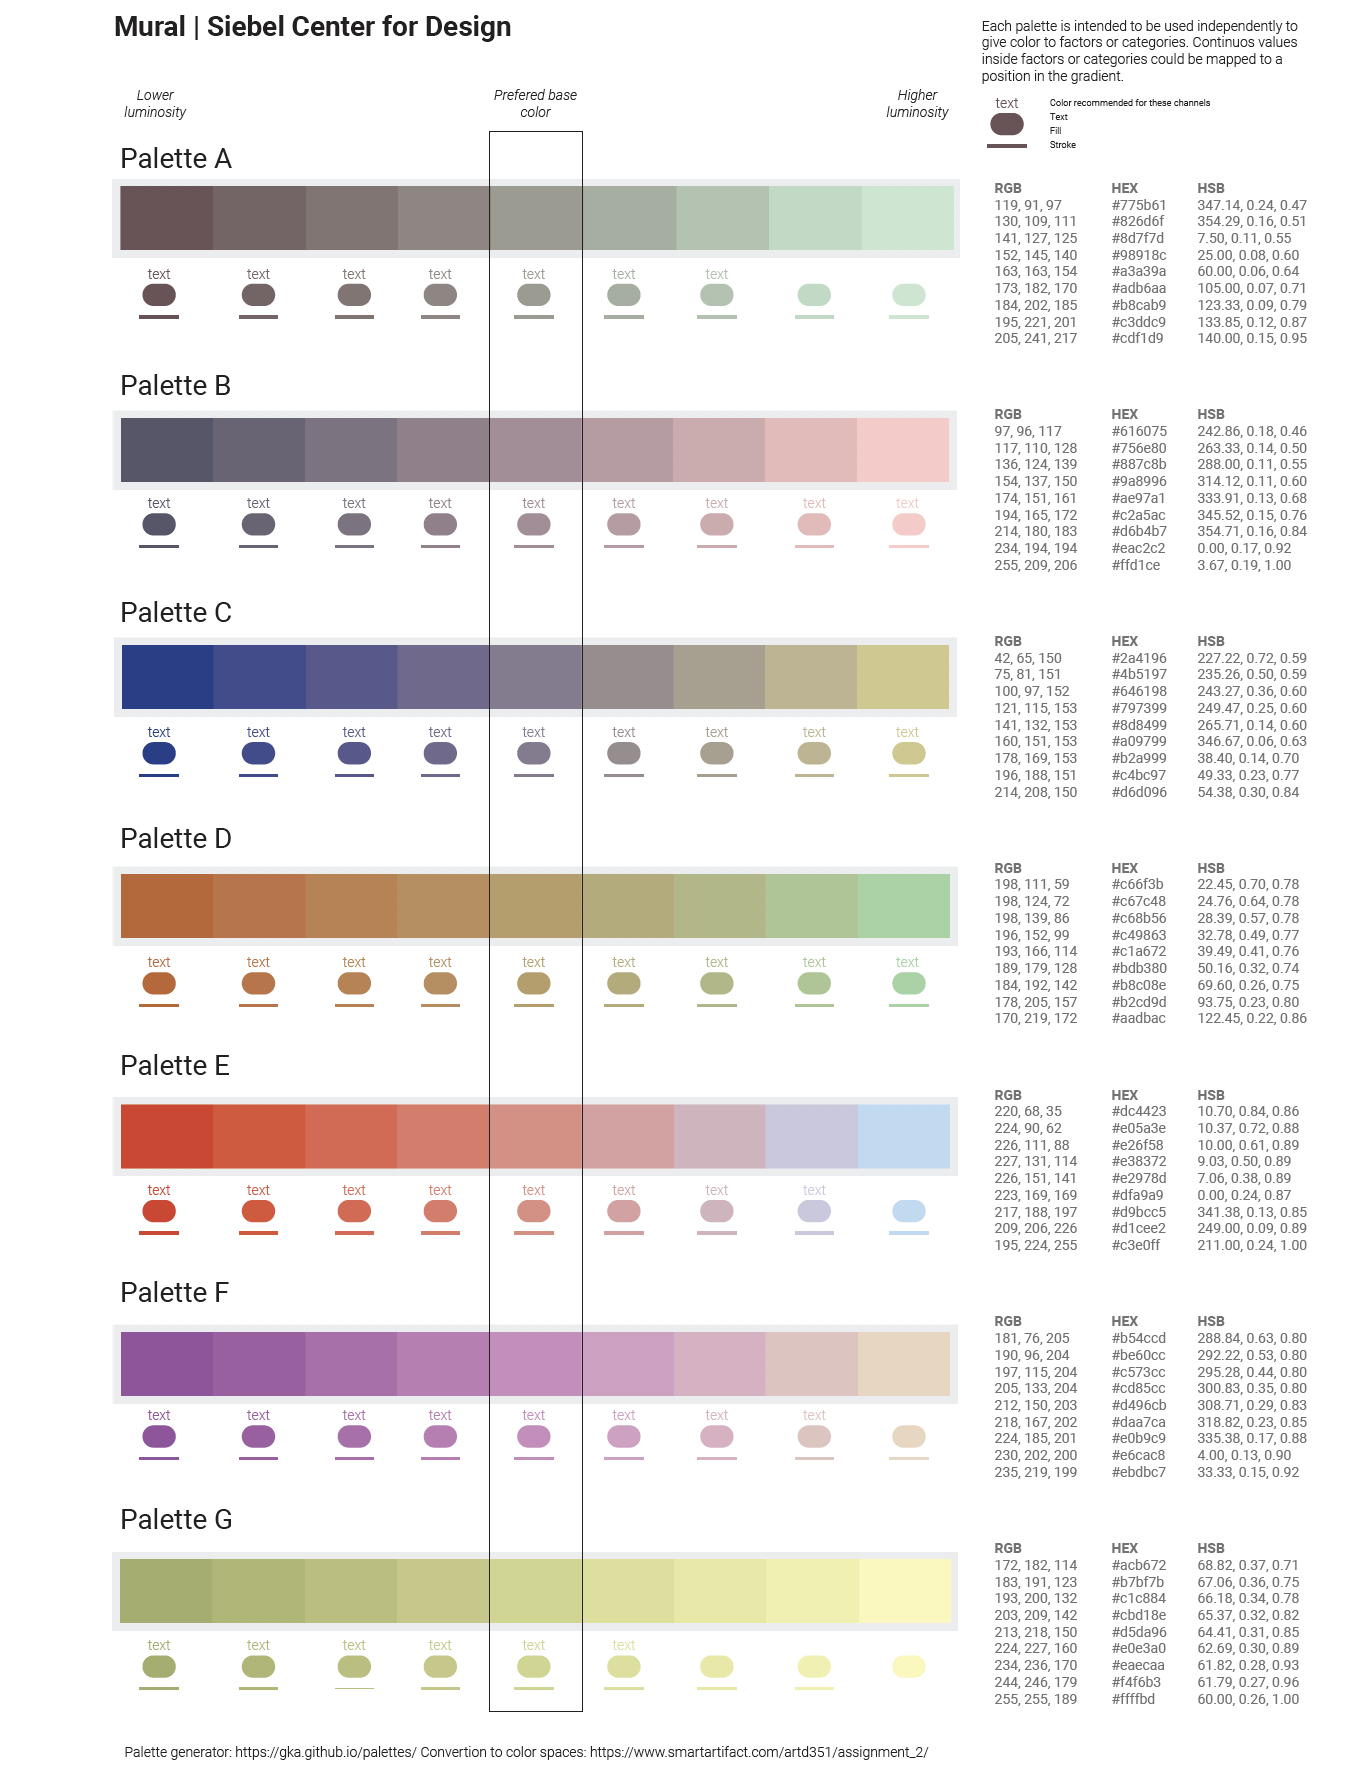 Mural | Siebel Center for Design
Each palette is intended to be used independently to
give color to factors or categories. Continuos values
inside factors or categories could be mapped to a
position in the gradient.
Lower
luminosity
Prefered base
color
Higher
luminosity
text
Color recommended for these channels
Text
Fill
Stroke
Palette A
text text text text text text text
RGB HEX HSB
119, 91, 97 #775b61 347.14, 0.24, 0.47
130, 109, 111 #826d6f 354.29, 0.16, 0.51
141, 127, 125 #8d7f7d 7.50, 0.11, 0.55
152, 145, 140 #98918c 25.00, 0.08, 0.60
163, 163, 154 #a3a39a 60.00, 0.06, 0.64
173, 182, 170 #adb6aa 105.00, 0.07, 0.71
184, 202, 185 #b8cab9 123.33, 0.09, 0.79
195, 221, 201 #c3ddc9 133.85, 0.12, 0.87
205, 241, 217 #cdf1d9 140.00, 0.15, 0.95
Palette B
text text text text text text text text text
RGB HEX HSB
97, 96, 117 #616075 242.86, 0.18, 0.46
117, 110, 128 #756e80 263.33, 0.14, 0.50
136, 124, 139 #887c8b 288.00, 0.11, 0.55
154, 137, 150 #9a8996 314.12, 0.11, 0.60
174, 151, 161 #ae97a1 333.91, 0.13, 0.68
194, 165, 172 #c2a5ac 345.52, 0.15, 0.76
214, 180, 183 #d6b4b7 354.71, 0.16, 0.84
234, 194, 194 #eac2c2 0.00, 0.17, 0.92
255, 209, 206 #ffd1ce 3.67, 0.19, 1.00
Palette C
text text text text text text text text text
RGB HEX HSB
42, 65, 150 #2a4196 227.22, 0.72, 0.59
75, 81, 151 #4b5197 235.26, 0.50, 0.59
100, 97, 152 #646198 243.27, 0.36, 0.60
121, 115, 153 #797399 249.47, 0.25, 0.60
141, 132, 153 #8d8499 265.71, 0.14, 0.60
160, 151, 153 #a09799 346.67, 0.06, 0.63
178, 169, 153 #b2a999 38.40, 0.14, 0.70
196, 188, 151 #c4bc97 49.33, 0.23, 0.77
214, 208, 150 #d6d096 54.38, 0.30, 0.84
Palette D
text text text text text text text text text
RGB HEX HSB
198, 111, 59 #c66f3b 22.45, 0.70, 0.78
198, 124, 72 #c67c48 24.76, 0.64, 0.78
198, 139, 86 #c68b56 28.39, 0.57, 0.78
196, 152, 99 #c49863 32.78, 0.49, 0.77
193, 166, 114 #c1a672 39.49, 0.41, 0.76
189, 179, 128 #bdb380 50.16, 0.32, 0.74
184, 192, 142 #b8c08e 69.60, 0.26, 0.75
178, 205, 157 #b2cd9d 93.75, 0.23, 0.80
170, 219, 172 #aadbac 122.45, 0.22, 0.86
Palette E
text text text text text text text text
RGB HEX HSB
220, 68, 35 #dc4423 10.70, 0.84, 0.86
224, 90, 62 #e05a3e 10.37, 0.72, 0.88
226, 111, 88 #e26f58 10.00, 0.61, 0.89
227, 131, 114 #e38372 9.03, 0.50, 0.89
226, 151, 141 #e2978d 7.06, 0.38, 0.89
223, 169, 169 #dfa9a9 0.00, 0.24, 0.87
217, 188, 197 #d9bcc5 341.38, 0.13, 0.85
209, 206, 226 #d1cee2 249.00, 0.09, 0.89
195, 224, 255 #c3e0ff 211.00, 0.24, 1.00
Palette F
text text text text text text text text
RGB HEX HSB
181, 76, 205 #b54ccd 288.84, 0.63, 0.80
190, 96, 204 #be60cc 292.22, 0.53, 0.80
197, 115, 204 #c573cc 295.28, 0.44, 0.80
205, 133, 204 #cd85cc 300.83, 0.35, 0.80
212, 150, 203 #d496cb 308.71, 0.29, 0.83
218, 167, 202 #daa7ca 318.82, 0.23, 0.85
224, 185, 201 #e0b9c9 335.38, 0.17, 0.88
230, 202, 200 #e6cac8 4.00, 0.13, 0.90
235, 219, 199 #ebdbc7 33.33, 0.15, 0.92
Palette G
text text text text text text
RGB HEX HSB
172, 182, 114 #acb672 68.82, 0.37, 0.71
183, 191, 123 #b7bf7b 67.06, 0.36, 0.75
193, 200, 132 #c1c884 66.18, 0.34, 0.78
203, 209, 142 #cbd18e 65.37, 0.32, 0.82
213, 218, 150 #d5da96 64.41, 0.31, 0.85
224, 227, 160 #e0e3a0 62.69, 0.30, 0.89
234, 236, 170 #eaecaa 61.82, 0.28, 0.93
244, 246, 179 #f4f6b3 61.79, 0.27, 0.96
255, 255, 189 #ffffbd 60.00, 0.26, 1.00
Palette generator: https://gka.github.io/palettes/ Convertion to color spaces: https://www.smartartifact.com/artd351/assignment_2/